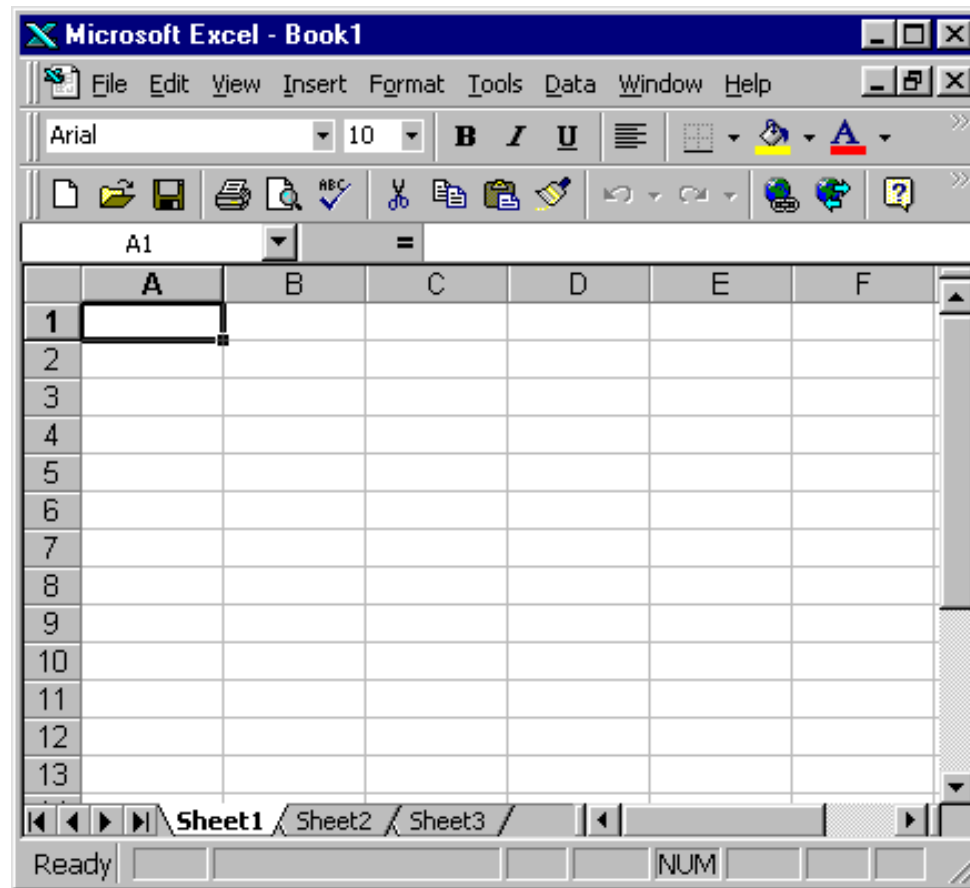 Microsoft Excel - Book1
File Edit View Insert Format Tools Data Window Help
Arial 10 B I U A
ABC ?
A1 =
A B C D E F
1
2
3
4
5
6
7
8
9
10
11
12
13
Sheet1 Sheet2 Sheet3
Ready NUM